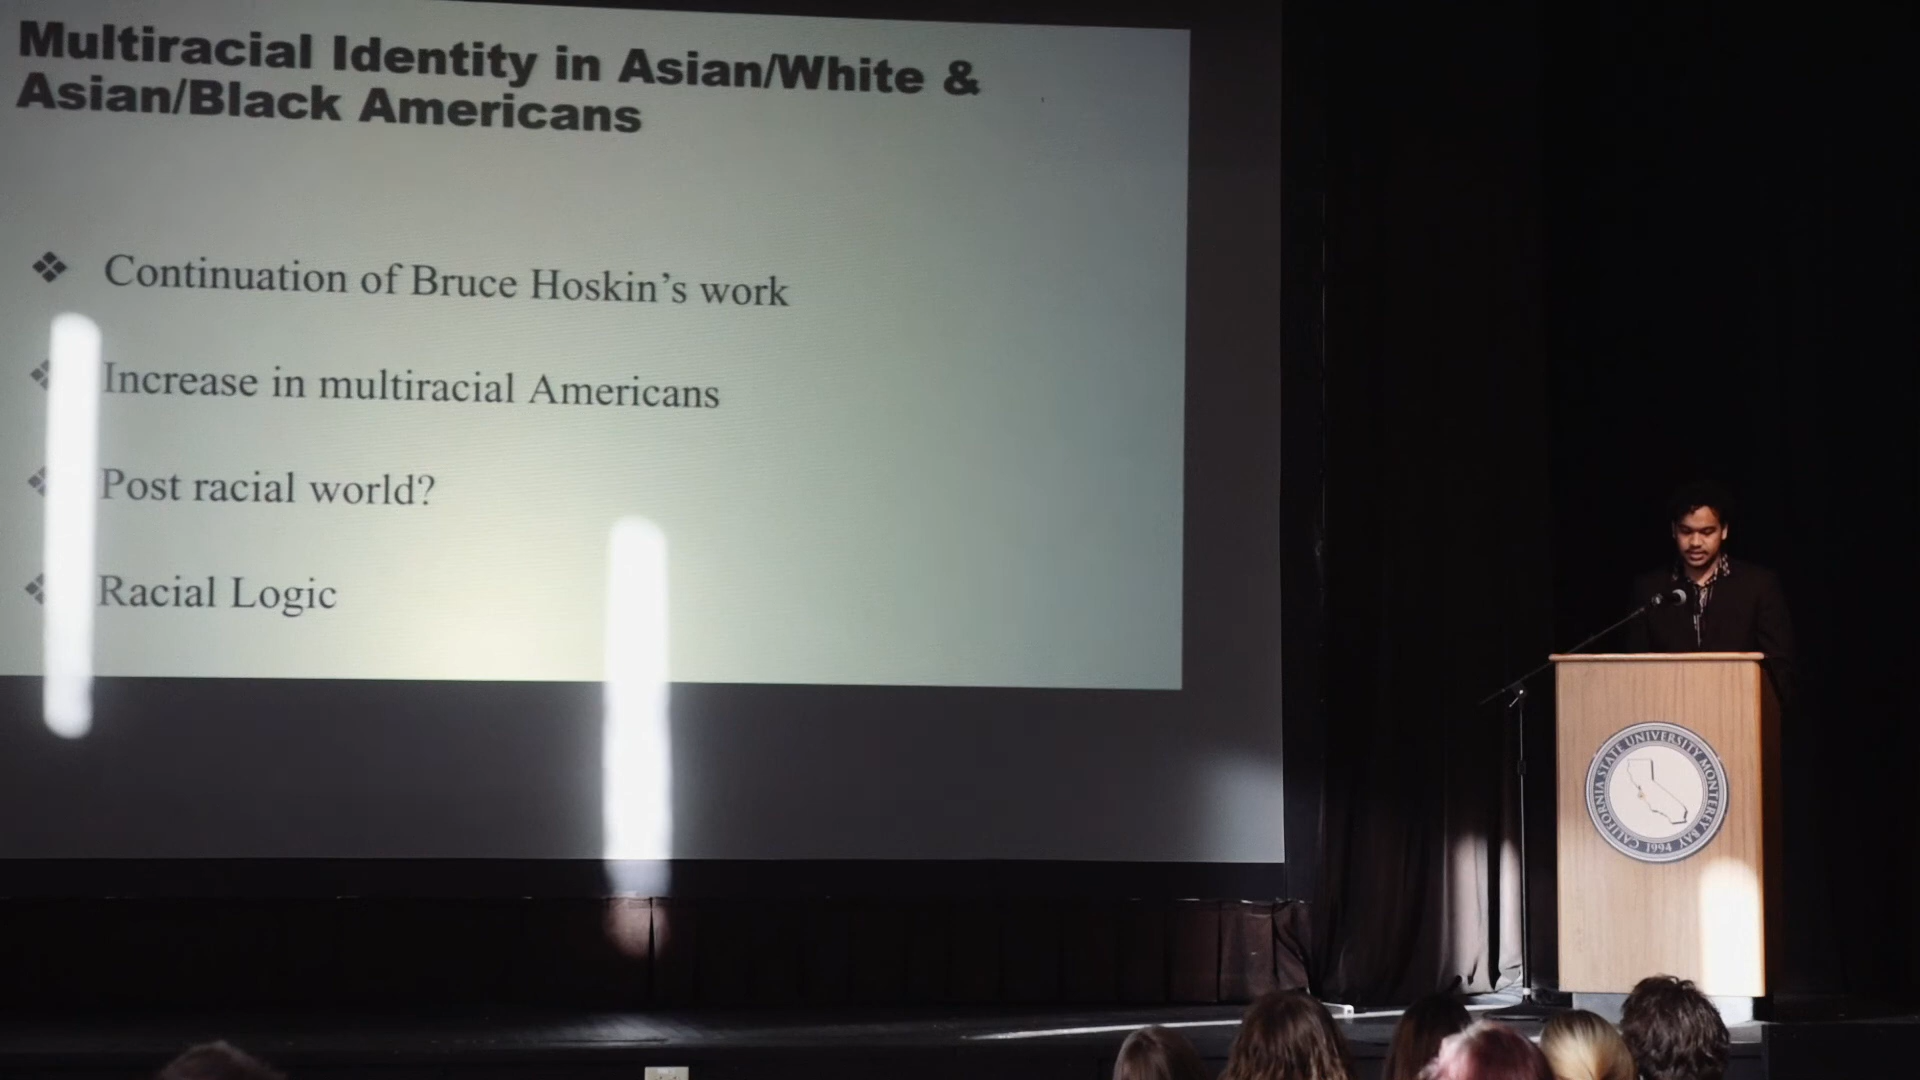 Multiracial Identity in Asian/White &
Asian/Black Americans
❖ Continuation of Bruce Hoskin’s work
❖ Increase in multiracial Americans
❖ Post racial world?
❖ Racial Logic
CALIFORNIA STATE UNIVERSITY MONTEREY BAY
1994